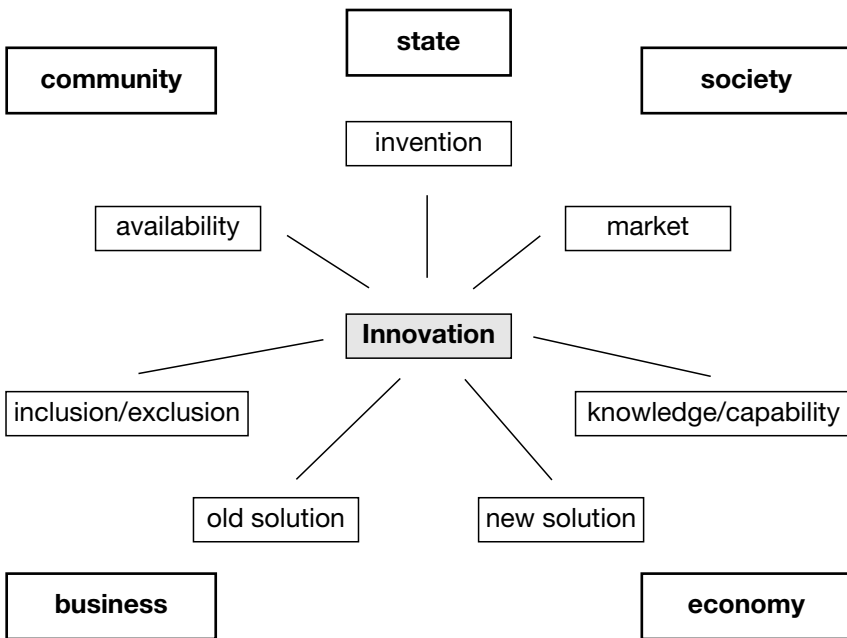 state
community
society
invention
availability
market
Innovation
inclusion/exclusion
knowledge/capability
old solution
new solution
business
economy